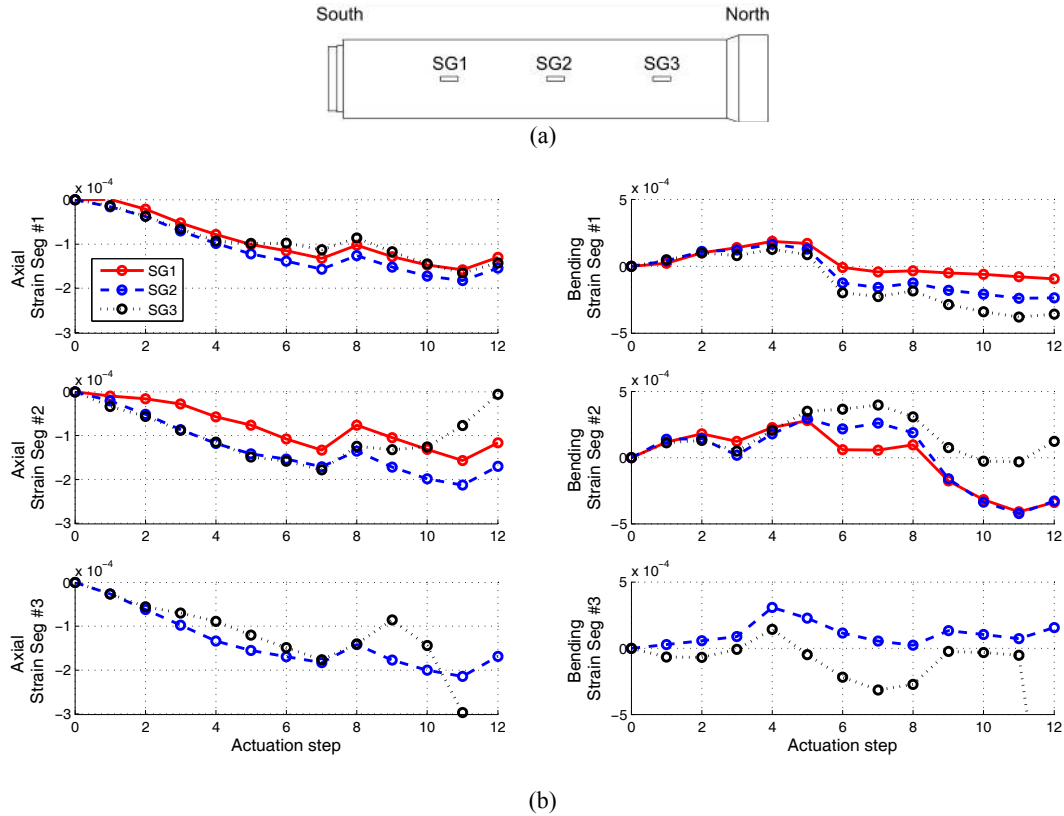 South
North
SG1
SG2
SG3
(a)
x 10⁻⁴
0
−1
−2
−3
Axial
Strain Seg #1
SG1
SG2
SG3
0 2 4 6 8 10 12
x 10⁻⁴
5
0
−5
Bending
Strain Seg #1
0 2 4 6 8 10 12
x 10⁻⁴
0
−1
−2
−3
Axial
Strain Seg #2
0 2 4 6 8 10 12
x 10⁻⁴
5
0
−5
Bending
Strain Seg #2
0 2 4 6 8 10 12
x 10⁻⁴
0
−1
−2
−3
Axial
Strain Seg #3
0 2 4 6 8 10 12
Actuation step
x 10⁻⁴
5
0
−5
Bending
Strain Seg #3
0 2 4 6 8 10 12
Actuation step
(b)